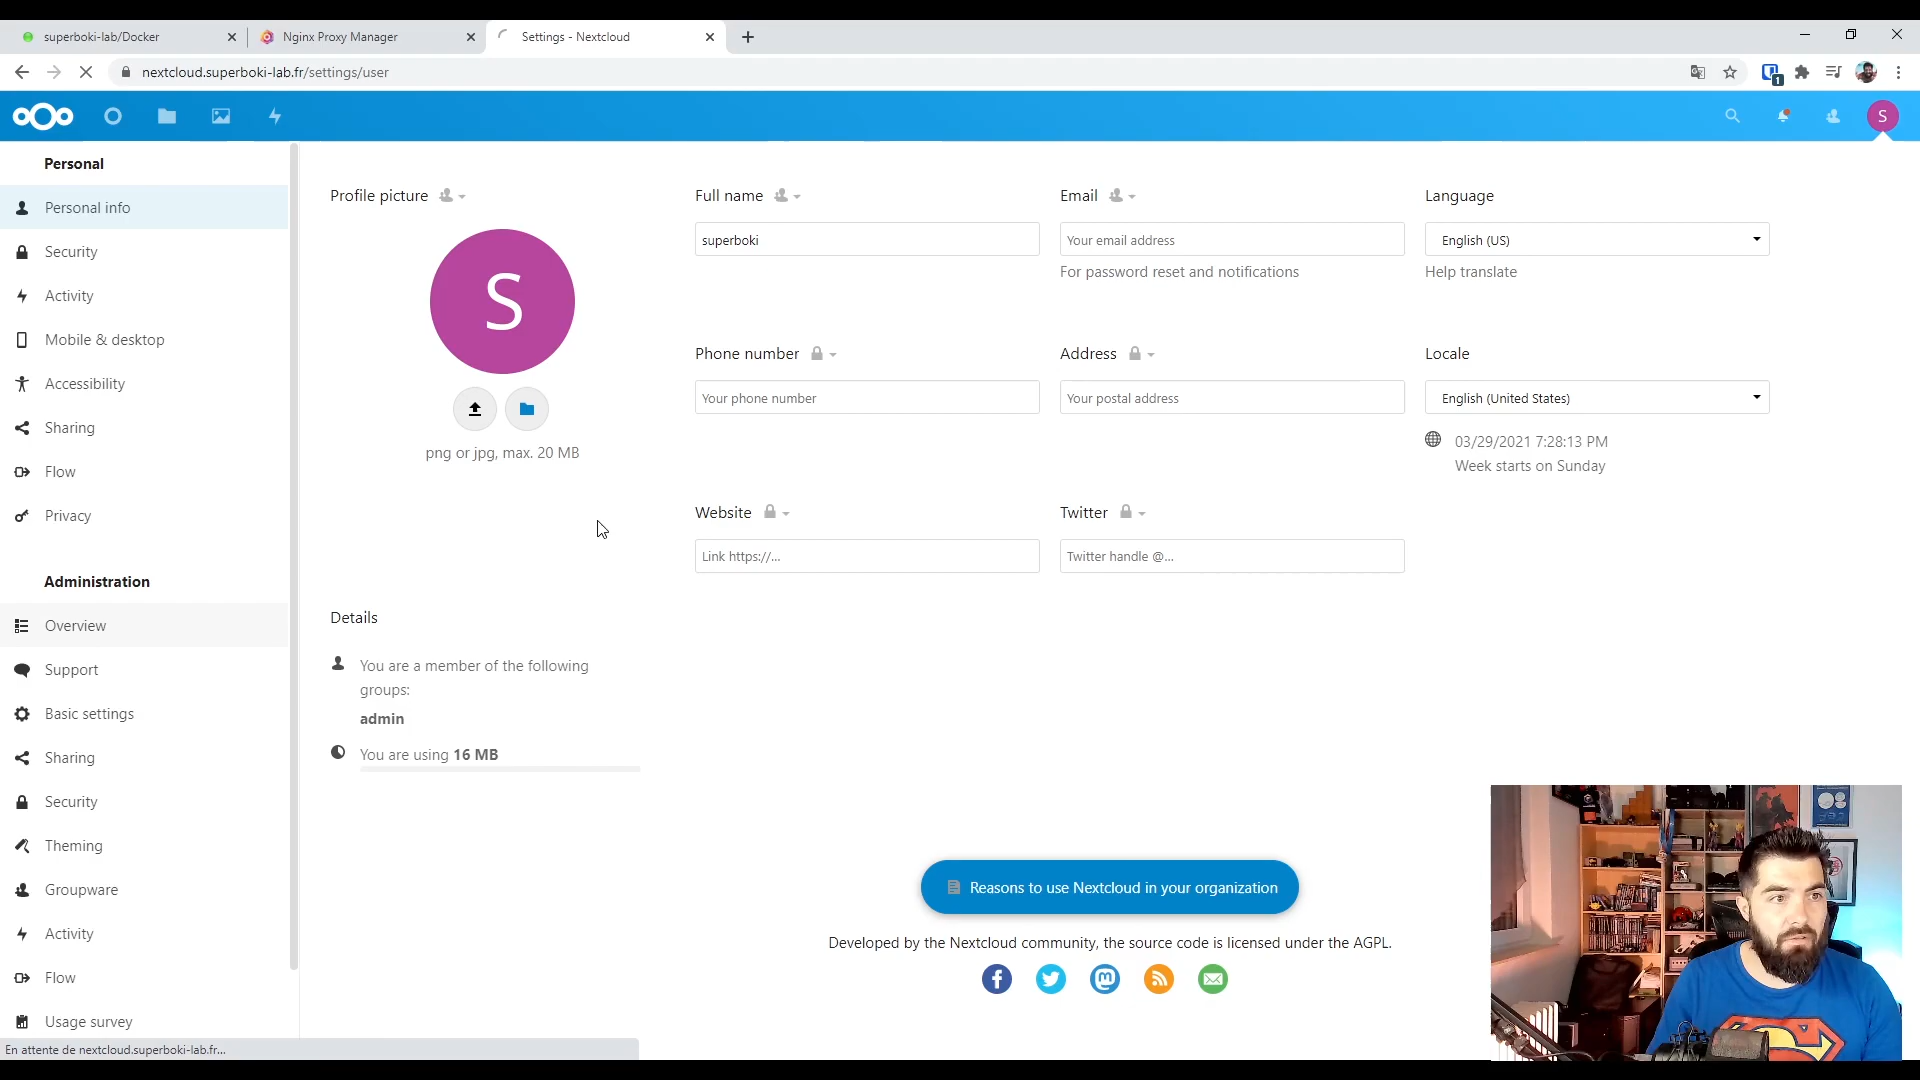 superboki-lab/Docker
Nginx Proxy Manager
Settings - Nextcloud
nextcloud.superboki-lab.fr/settings/user
1
S
Personal
Personal info
Security
Activity
Mobile & desktop
Accessibility
Sharing
Flow
Privacy
Administration
Overview
Support
Basic settings
Sharing
Security
Theming
Groupware
Activity
Flow
Usage survey
En attente de nextcloud.superboki-lab.fr...
Profile picture
S
png or jpg, max. 20 MB
Details
You are a member of the following
groups:
admin
You are using 16 MB
Full name
superboki
Email
Your email address
For password reset and notifications
Language
English (US)
Help translate
Phone number
Your phone number
Address
Your postal address
Locale
English (United States)
03/29/2021 7:28:13 PM
Week starts on Sunday
Website
Link https://...
Twitter
Twitter handle @...
Reasons to use Nextcloud in your organization
Developed by the Nextcloud community, the source code is licensed under the AGPL.